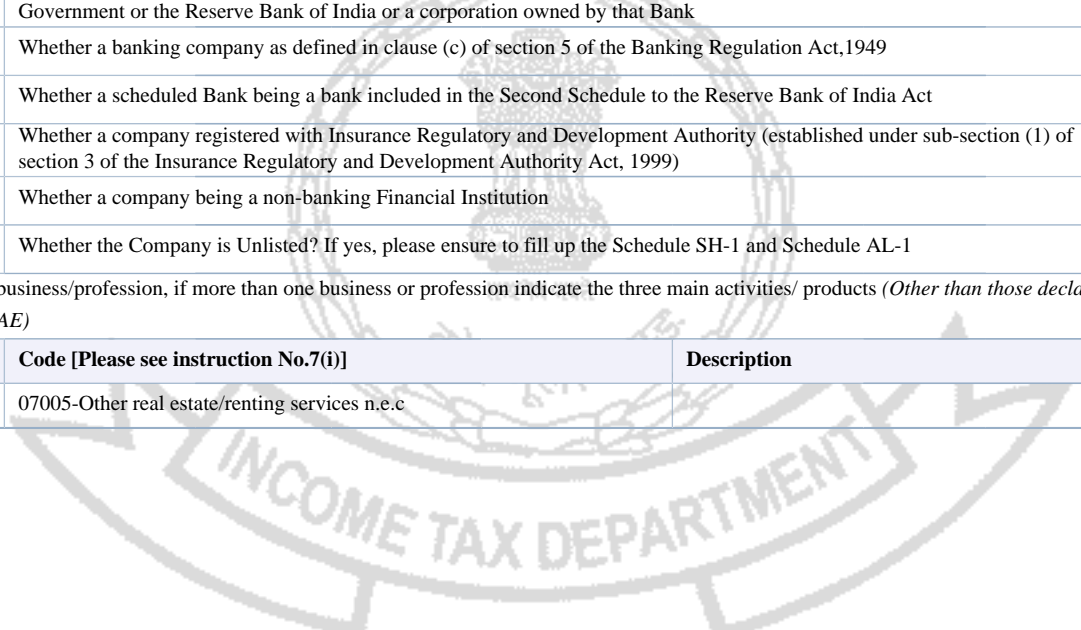 Government or the Reserve Bank of India or a corporation owned by that Bank
Whether a banking company as defined in clause (c) of section 5 of the Banking Regulation Act,1949
Whether a scheduled Bank being a bank included in the Second Schedule to the Reserve Bank of India Act
Whether a company registered with Insurance Regulatory and Development Authority (established under sub-section (1) of
section 3 of the Insurance Regulatory and Development Authority Act, 1999)
Whether a company being a non-banking Financial Institution
Whether the Company is Unlisted? If yes, please ensure to fill up the Schedule SH-1 and Schedule AL-1
business/profession, if more than one business or profession indicate the three main activities/ products (Other than those decla
AE)
Code [Please see instruction No.7(i)] Description
07005-Other real estate/renting services n.e.c
INCOME TAX DEPARTMENT